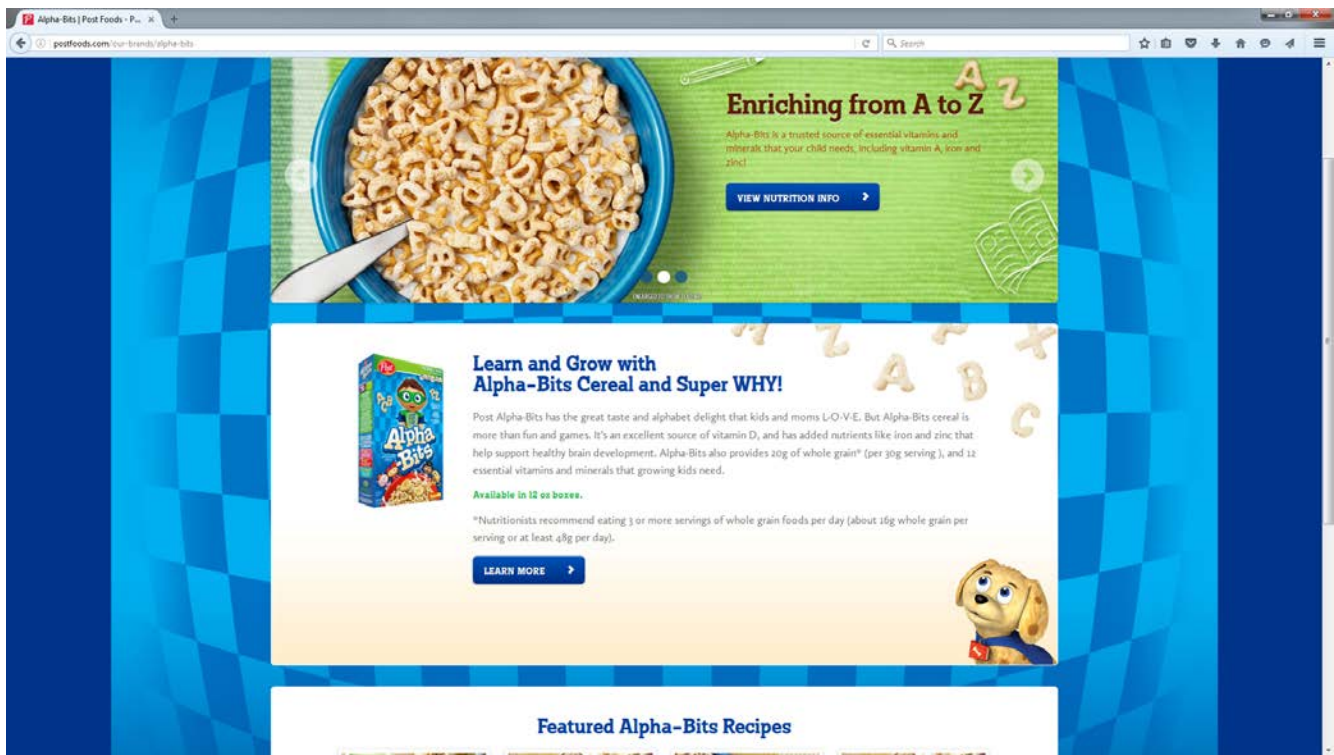 Alpha-Bits | Post Foods - P...
postfoods.com/our-brands/alpha-bits
Search
A Z
Enriching from A to Z
Alpha-Bits is a trusted source of essential vitamins and
minerals that your child needs, including vitamin A, iron and
zinc!
VIEW NUTRITION INFO
M Z A F X
A B
C
Post
Alpha
Bits
Learn and Grow with
Alpha-Bits Cereal and Super WHY!
Post Alpha-Bits has the great taste and alphabet delight that kids and moms L-O-V-E. But Alpha-Bits cereal is
more than fun and games. It's an excellent source of vitamin D, and has added nutrients like iron and zinc that
help support healthy brain development. Alpha-Bits also provides 20g of whole grain* (per 30g serving ), and 12
essential vitamins and minerals that growing kids need.
Available in 12 oz boxes.
*Nutritionists recommend eating 3 or more servings of whole grain foods per day (about 16g whole grain per
serving or at least 48g per day).
LEARN MORE
Featured Alpha-Bits Recipes